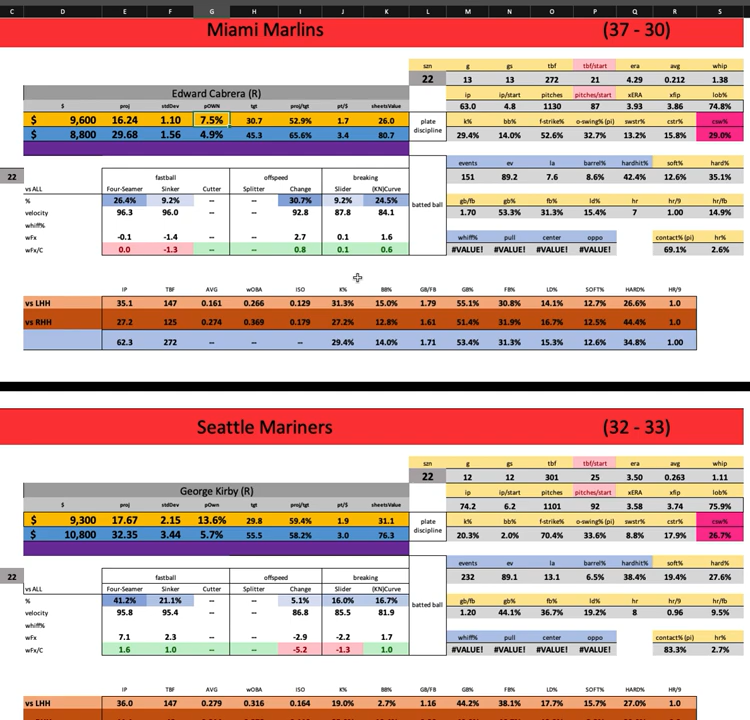 C D E F G H I J K L M N O P Q R S
Miami Marlins (37 - 30)
szn g gs tbf tbf/start era avg whip
22 13 13 272 21 4.29 0.212 1.38
Edward Cabrera (R) ip ip/start pitches pitches/start xERA xfip lob%
$ proj stdDev pOWN tgt proj/tgt pt/$ sheetsValue 63.0 4.8 1130 87 3.93 3.86 74.8%
$ 9,600 16.24 1.10 7.5% 30.7 52.9% 1.7 26.0 plate discipline k% bb% f-strike% o-swing% (pi) swstr% cstr% csw%
$ 8,800 29.68 1.56 4.9% 45.3 65.6% 3.4 80.7 29.4% 14.0% 52.6% 32.7% 13.2% 15.8% 29.0%
events ev la barrel% hardhit% soft% hard%
22 fastball offspeed breaking 151 89.2 7.6 8.6% 42.4% 12.6% 35.1%
vs ALL Four-Seamer Sinker Cutter Splitter Change Slider (KN)Curve
% 26.4% 9.2% -- -- 30.7% 9.2% 24.5% batted ball gb/fb gb% fb% ld% hr hr/9 hr/fb
velocity 96.3 96.0 -- -- 92.8 87.8 84.1 1.70 53.3% 31.3% 15.4% 7 1.00 14.9%
whiff%
wFx -0.1 -1.4 -- -- 2.7 0.1 1.6 whiff% pull center oppo contact% (pi) hr%
wFx/C 0.0 -1.3 -- -- 0.8 0.1 0.6 #VALUE! #VALUE! #VALUE! #VALUE! 69.1% 2.6%
IP TBF AVG wOBA ISO K% BB% GB/FB GB% FB% LD% SOFT% HARD% HR/9
vs LHH 35.1 147 0.161 0.266 0.129 31.3% 15.0% 1.79 55.1% 30.8% 14.1% 12.7% 26.6% 1.0
vs RHH 27.2 125 0.274 0.369 0.179 27.2% 12.8% 1.61 51.4% 31.9% 16.7% 12.5% 44.4% 1.0
62.3 272 -- -- -- 29.4% 14.0% 1.71 53.4% 31.3% 15.3% 12.6% 34.8% 1.00
Seattle Mariners (32 - 33)
szn g gs tbf tbf/start era avg whip
22 12 12 301 25 3.50 0.263 1.11
George Kirby (R) ip ip/start pitches pitches/start xERA xfip lob%
$ proj stdDev pOwn tgt proj/tgt pt/$ sheetsValue 74.2 6.2 1101 92 3.58 3.74 75.9%
$ 9,300 17.67 2.15 13.6% 29.8 59.4% 1.9 31.1 plate discipline k% bb% f-strike% o-swing% (pi) swstr% cstr% csw%
$ 10,800 32.35 3.44 5.7% 55.5 58.2% 3.0 76.3 20.3% 2.0% 70.4% 33.6% 8.8% 17.9% 26.7%
events ev la barrel% hardhit% soft% hard%
22 fastball offspeed breaking 232 89.1 13.1 6.5% 38.4% 19.4% 27.6%
vs ALL Four-Seamer Sinker Cutter Splitter Change Slider (KN)Curve
% 41.2% 21.1% -- -- 5.1% 16.0% 16.7% batted ball gb/fb gb% fb% ld% hr hr/9 hr/fb
velocity 95.8 95.4 -- -- 86.8 85.5 81.9 1.20 44.1% 36.7% 19.2% 8 0.96 9.5%
whiff%
wFx 7.1 2.3 -- -- -2.9 -2.2 1.7 whiff% pull center oppo contact% (pi) hr%
wFx/C 1.6 1.0 -- -- -5.2 -1.3 1.0 #VALUE! #VALUE! #VALUE! #VALUE! 83.3% 2.7%
IP TBF AVG wOBA ISO K% BB% GB/FB GB% FB% LD% SOFT% HARD% HR/9
vs LHH 36.0 147 0.279 0.316 0.164 19.0% 2.7% 1.16 44.2% 38.1% 17.7% 15.7% 27.0% 1.0